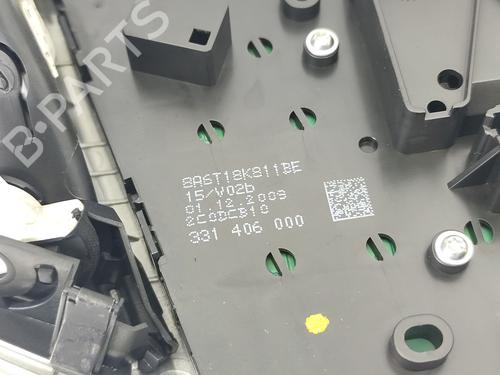 B-PARTS
8A6T18K811BE
15/V02b
01.12.2009
2C0DCB10
331 406 000